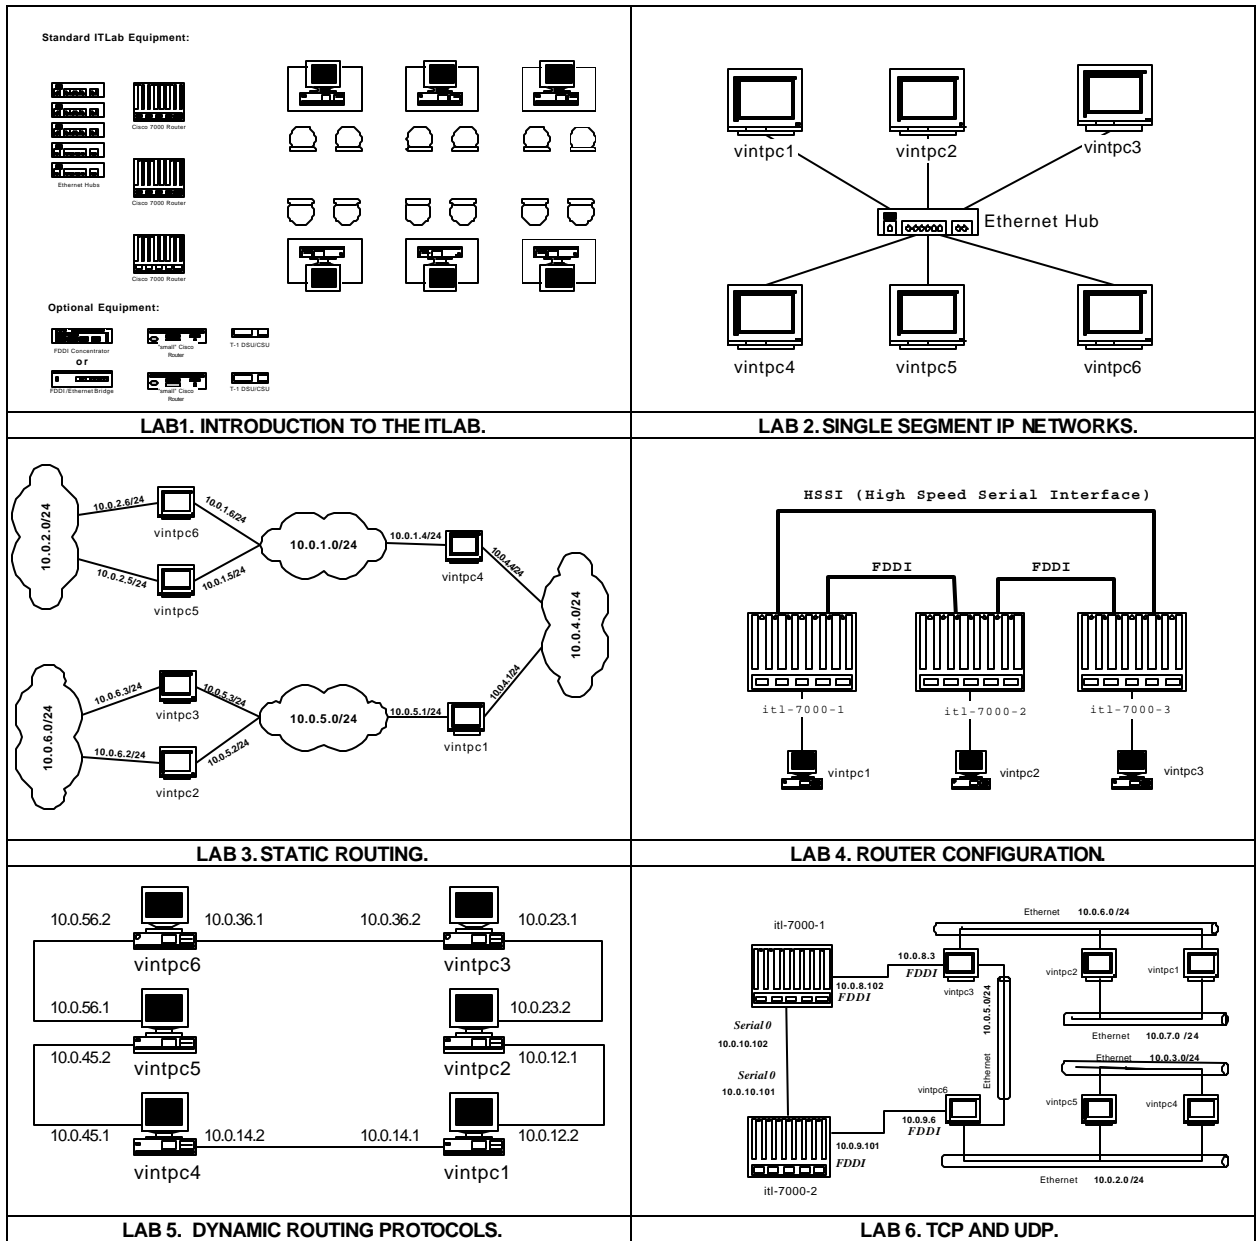 Standard ITLab Equipment:
Cisco 7000 Router
Cisco 7000 Router
Ethernet Hubs
Cisco 7000 Router
Optional Equipment:
FDDI Concentrator
or
FDDI/Ethernet Bridge
"small" Cisco
Router
T-1 DSU/CSU
"small" Cisco
Router
T-1 DSU/CSU
LAB1. INTRODUCTION TO THE ITLAB.
vintpc1
vintpc2
vintpc3
Ethernet Hub
vintpc4
vintpc5
vintpc6
LAB 2. SINGLE SEGMENT IP NETWORKS.
10.0.2.0/24
10.0.2.6/24
vintpc6
10.0.1.6/24
10.0.2.5/24
vintpc5
10.0.1.5/24
10.0.1.0/24
10.0.1.4/24
vintpc4
10.0.4.4/24
10.0.4.0/24
10.0.6.0/24
10.0.6.3/24
vintpc3
10.0.5.3/24
10.0.6.2/24
vintpc2
10.0.5.2/24
10.0.5.0/24
10.0.5.1/24
vintpc1
10.0.4.1/24
LAB 3. STATIC ROUTING.
HSSI (High Speed Serial Interface)
FDDI
FDDI
itl-7000-1
itl-7000-2
itl-7000-3
vintpc1
vintpc2
vintpc3
LAB 4. ROUTER CONFIGURATION.
10.0.56.2
10.0.36.1
10.0.36.2
10.0.23.1
vintpc6
vintpc3
10.0.56.1
10.0.23.2
10.0.45.2
vintpc5
vintpc2
10.0.12.1
10.0.45.1
10.0.14.2
10.0.14.1
10.0.12.2
vintpc4
vintpc1
LAB 5. DYNAMIC ROUTING PROTOCOLS.
itl-7000-1
Ethernet 10.0.6.0/24
10.0.8.3
FDDI
10.0.8.102
FDDI
vintpc3
vintpc2
vintpc1
10.0.5.0/24
Ethernet
Serial 0
10.0.10.102
Ethernet 10.0.7.0 /24
Ethernet 10.0.3.0/24
Serial 0
10.0.10.101
vintpc6
vintpc5
vintpc4
10.0.9.6
FDDI
10.0.9.101
FDDI
Ethernet 10.0.2.0 /24
itl-7000-2
LAB 6. TCP AND UDP.